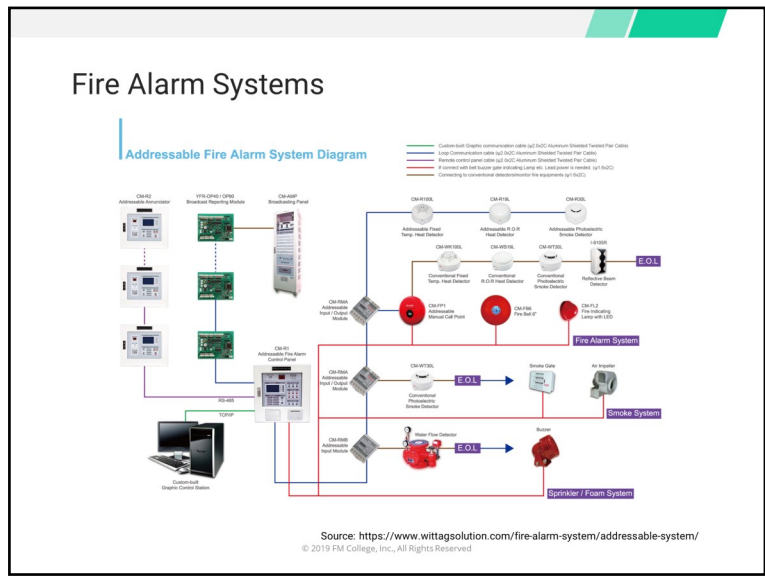 Fire Alarm Systems
Addressable Fire Alarm System Diagram
Custom-built Graphic communication cable (φ2.0x2C Aluminum Shielded Twisted Pair Cable)
Loop Communication cable (φ2.0x2C Aluminum Shielded Twisted Pair Cable)
Remote control panel cable (φ2.0x2C Aluminum Shielded Twisted Pair Cable)
If connect with bell buzzer gate indicating Lamp etc. Lead power is needed. (φ1.6x2C)
Connecting to conventional detectors/monitor fire equipments (φ1.6x2C)
CM-R2
Addressable Annunciator
YFR-OP40 / OP80
Broadcast Reporting Module
CM-AMP
Broadcasting Panel
CM-R100L
Addressable Fixed
Temp. Heat Detector
CM-R19L
Addressable R.O.R
Heat Detector
CM-R30L
Addressable Photoelectric
Smoke Detector
CM-WK100L
Conventional Fixed
Temp. Heat Detector
CM-WS19L
Conventional
R.O.R Heat Detector
CM-WT30L
Conventional
Photoelectric
Smoke Detector
I-910SR
Reflective Beam
Detector
E.O.L
CM-RMA
Addressable
Input / Output
Module
CM-FP1
Addressable
Manual Call Point
CM-FB6
Fire Bell 6"
CM-FL2
Fire Indicating
Lamp with LED
Fire Alarm System
CM-R1
Addressable Fire Alarm
Control Panel
CM-RMA
Addressable
Input / Output
Module
CM-WT30L
Conventional
Photoelectric
Smoke Detector
E.O.L
Smoke Gate
Air Impeller
Smoke System
RS-485
TCP/IP
CM-RMB
Addressable
Input Module
Water Flow Detector
E.O.L
Buzzer
Sprinkler / Foam System
Custom-built
Graphic Control Station
Source: https://www.wittagsolution.com/fire-alarm-system/addressable-system/
© 2019 FM College, Inc., All Rights Reserved